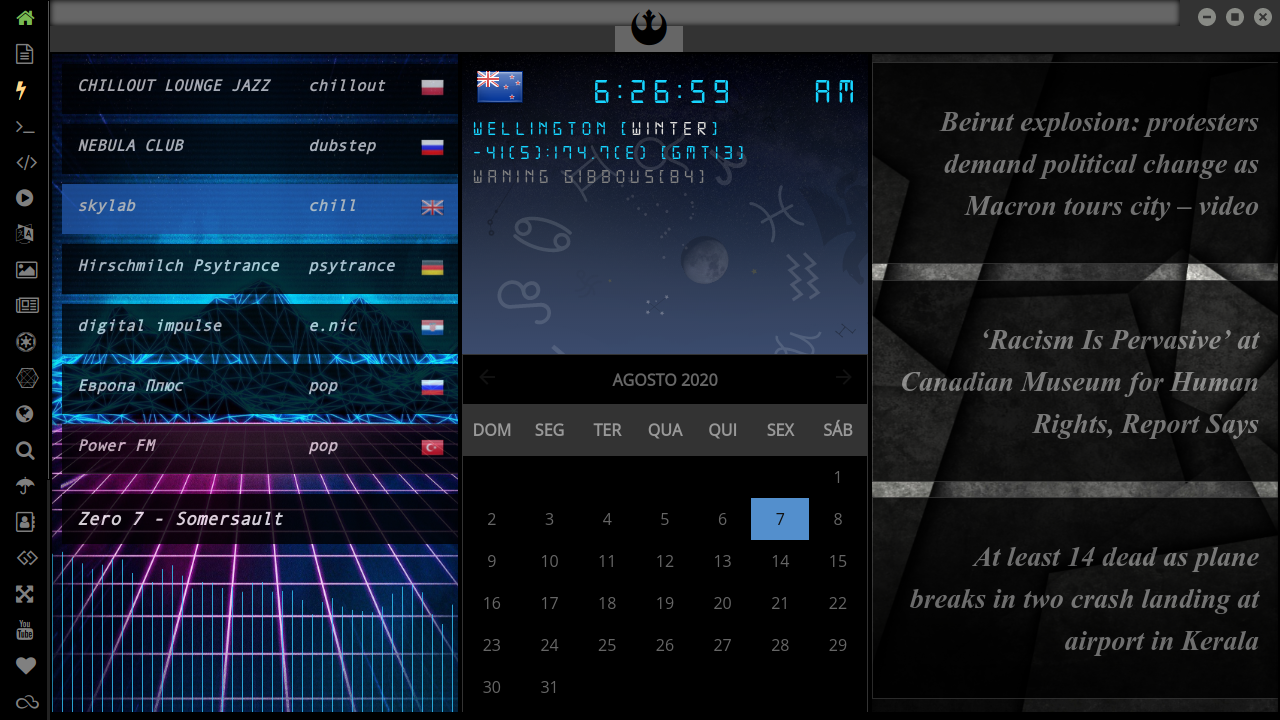 CHILLOUT LOUNGE JAZZ chillout
NEBULA CLUB dubstep
skylab chill
Hirschmilch Psytrance psytrance
digital impulse e.nic
Европа Плюс pop
Power FM pop
Zero 7 - Somersault
6:26:59 AM
WELLINGTON [WINTER]
-41(S):174.7(E) [GMT13]
WANING GIBBOUS[84]
AGOSTO 2020
DOM SEG TER QUA QUI SEX SÁB
1
2 3 4 5 6 7 8
9 10 11 12 13 14 15
16 17 18 19 20 21 22
23 24 25 26 27 28 29
30 31
Beirut explosion: protesters
demand political change as
Macron tours city – video
‘Racism Is Pervasive’ at
Canadian Museum for Human
Rights, Report Says
At least 14 dead as plane
breaks in two crash landing at
airport in Kerala
You
Tube